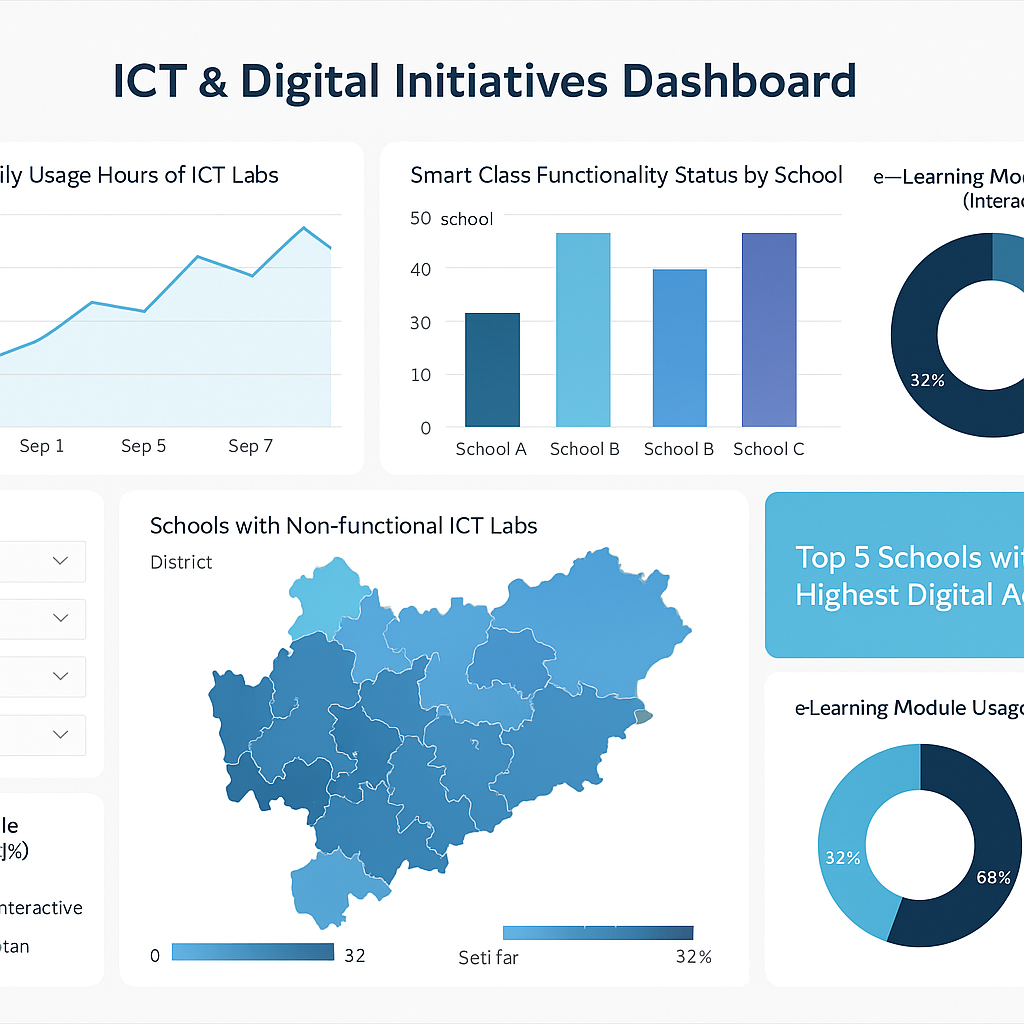 ICT & Digital Initiatives Dashboard
ily Usage Hours of ICT Labs
Sep 1 Sep 5 Sep 7
Smart Class Functionality Status by School
50 school
40
30
10
0
School A School B School B School C
e—Learning Mo
(Interac
32%
Schools with Non-functional ICT Labs
District
0 32
Seti far 32%
Top 5 Schools wit
Highest Digital A
e-Learning Module Usag
32%
68%
le
%)
nteractive
tan